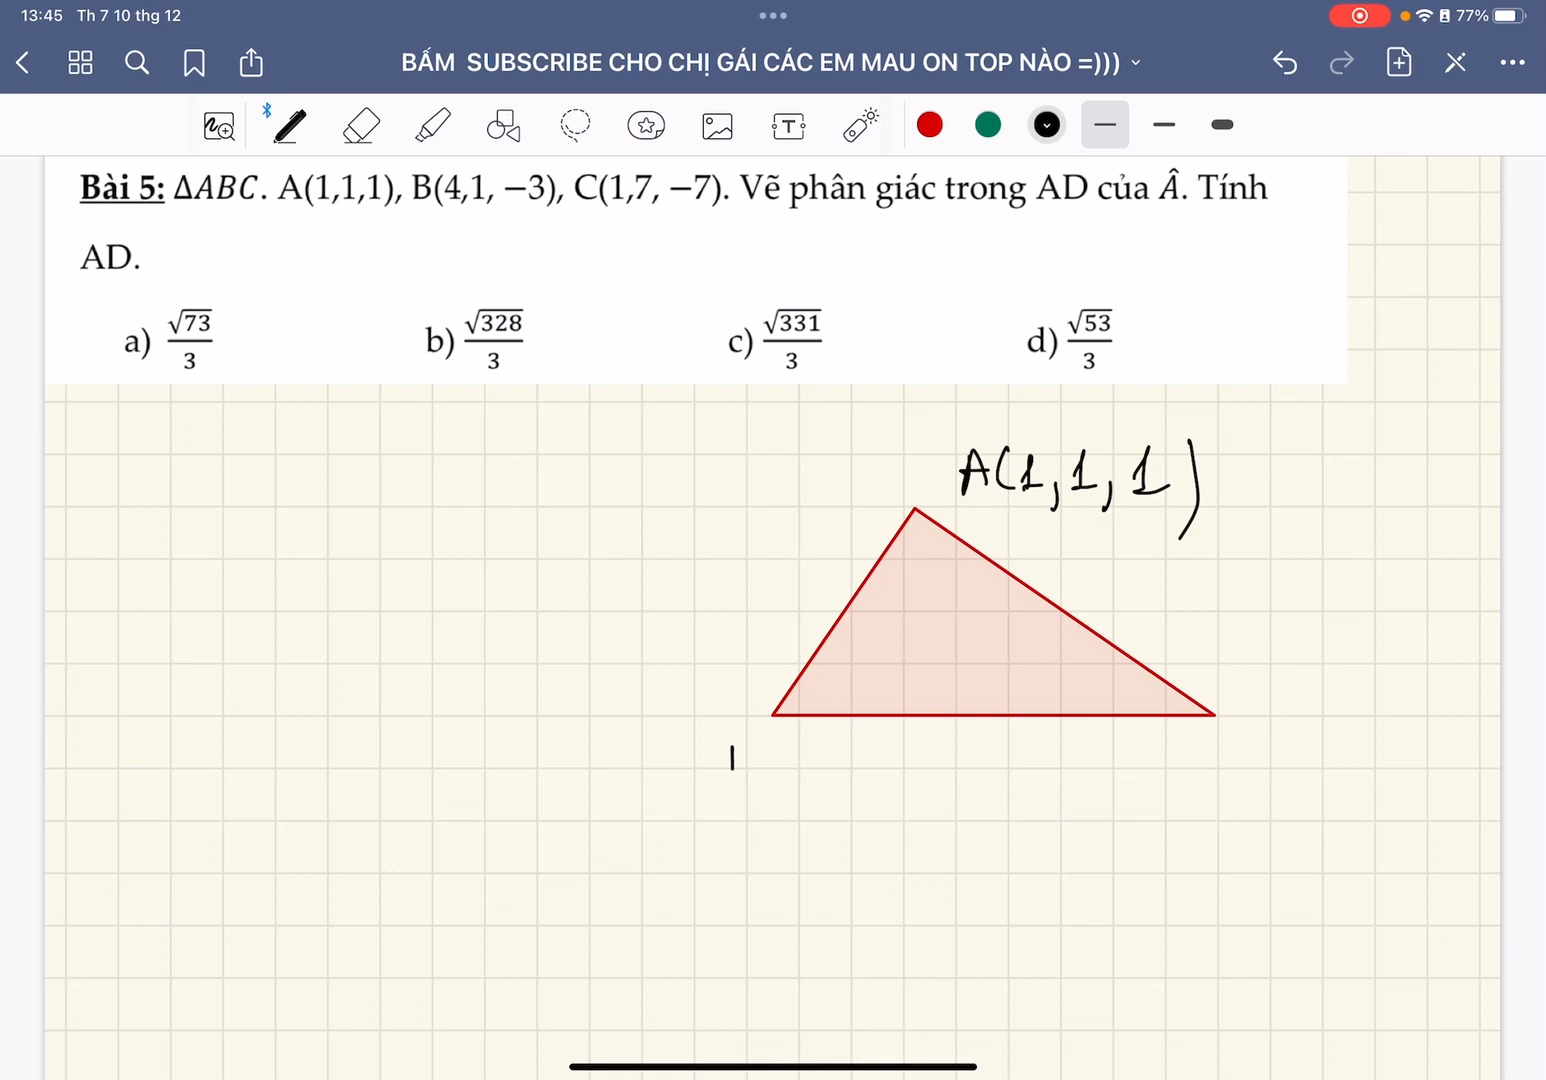 13:45 Th 7 10 thg 12
77%
BẤM SUBSCRIBE CHO CHỊ GÁI CÁC EM MAU ON TOP NÀO =)))
Bài 5: ΔABC. A(1,1,1), B(4,1, −3), C(1,7, −7). Vẽ phân giác trong AD của Â. Tính
AD.
a) √73/3 b) √328/3 c) √331/3 d) √53/3
A(1,1,1)